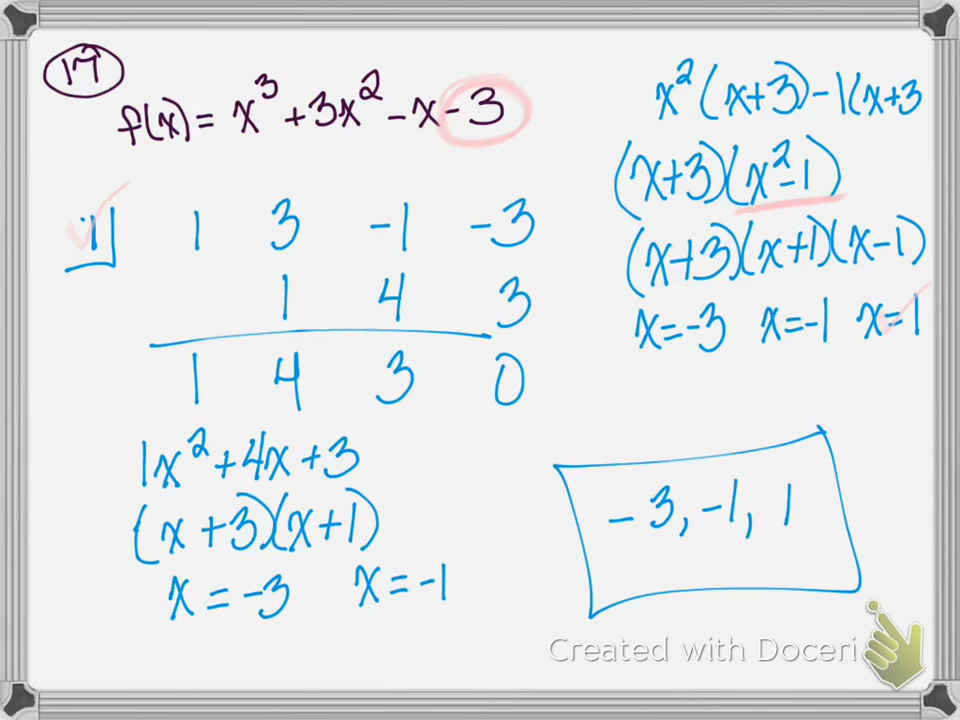 17
f(x) = x³ + 3x² - x - 3
1 1 3 -1 -3
1 4 3
1 4 3 0
1x² + 4x + 3
(x + 3)(x + 1)
x = -3 x = -1
x² (x+3) - 1(x+3
(x+3)(x²-1)
(x+3)(x+1)(x-1)
x=-3 x=-1 x=1
-3, -1, 1
Created with Doceri